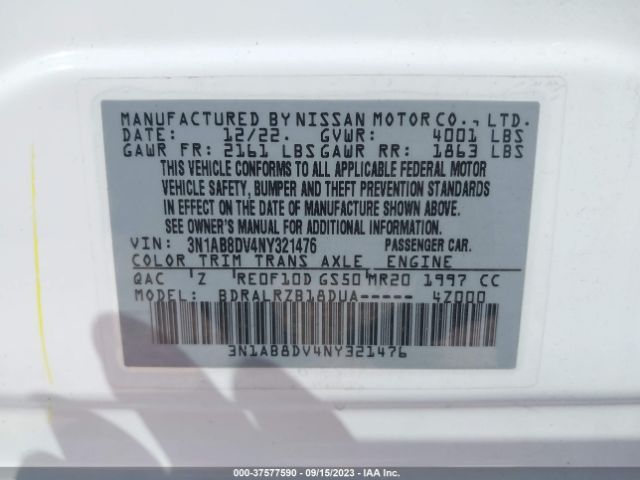 MANUFACTURED BY NISSAN MOTOR CO., LTD.
DATE: 12/22. GVWR: 4001 LBS
GAWR FR: 2161 LBS GAWR RR: 1863 LBS
THIS VEHICLE CONFORMS TO ALL APPLICABLE FEDERAL MOTOR
VEHICLE SAFETY, BUMPER AND THEFT PREVENTION STANDARDS
IN EFFECT ON THE DATE OF MANUFACTURE SHOWN ABOVE.
SEE OWNER'S MANUAL FOR ADDITIONAL INFORMATION.
VIN: 3N1AB8DV4NY321476 PASSENGER CAR.
COLOR TRIM TRANS AXLE ENGINE
QAC Z RE0F10D GS50 MR20 1997 CC
MODEL: BDRALRZB18DUA----- 4Z000
3N1AB8DV4NY321476
000-37577590 - 09/15/2023 - IAA Inc.